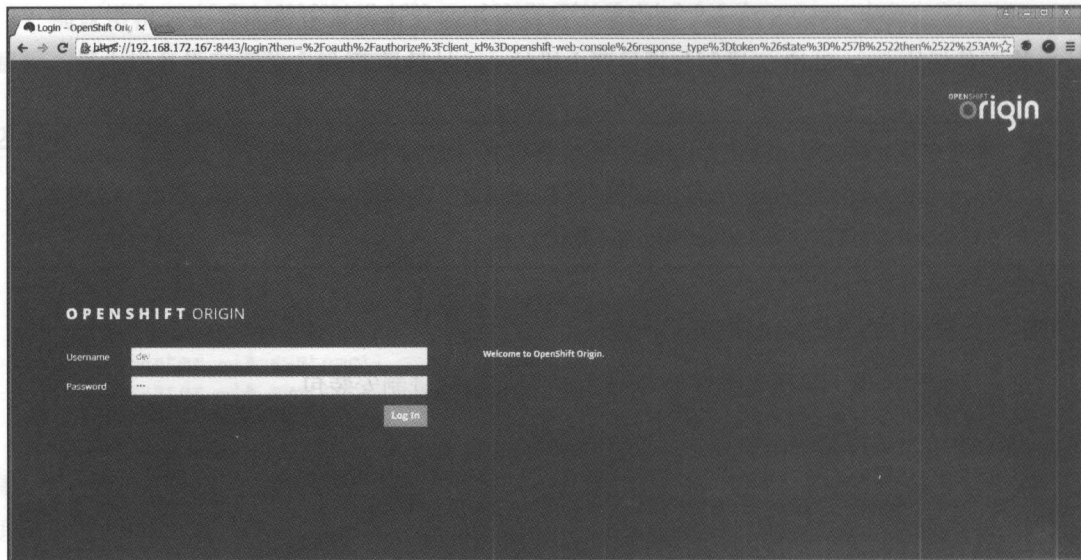 Login - OpenShift Orig
https://192.168.172.167:8443/login?then=%2Foauth%2Fauthorize%3Fclient_id%3Dopenshift-web-console%26response_type%3Dtoken%26state%3D%257B%2522then%2522%253A%
OPENSHIFT
origin
OPENSHIFT ORIGIN
Username dev
Welcome to OpenShift Origin.
Password •••
Log In